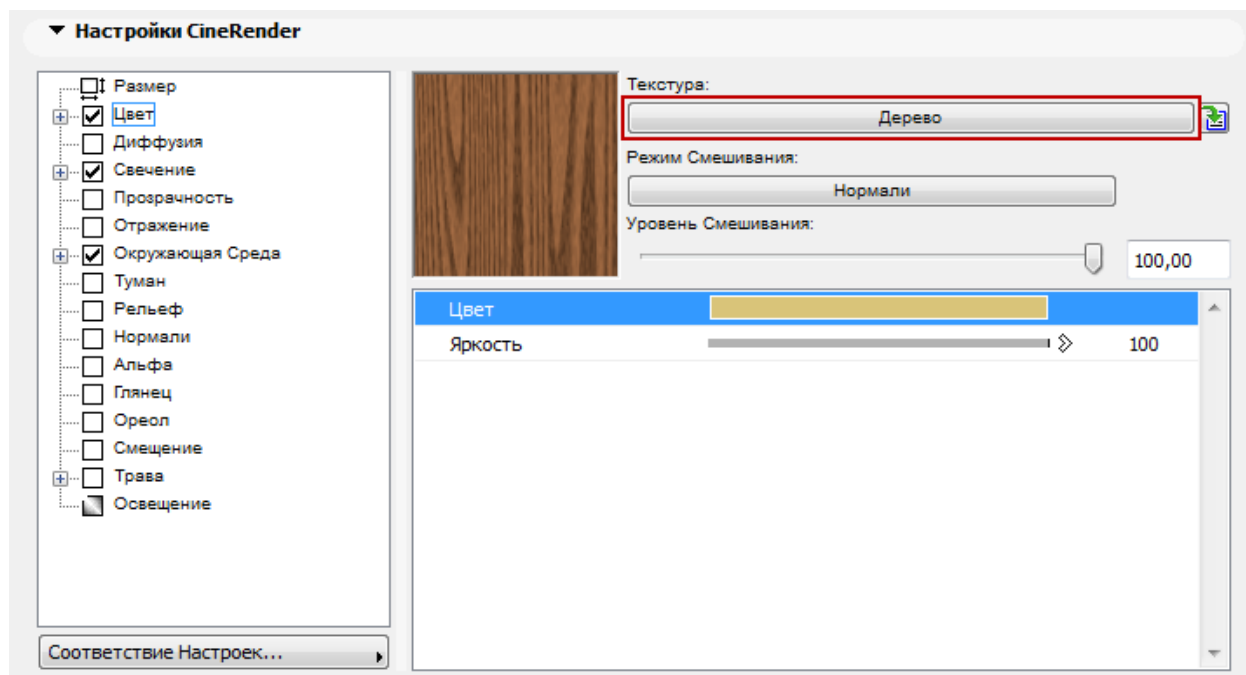 Настройки CineRender
Размер
Цвет
Диффузия
Свечение
Прозрачность
Отражение
Окружающая Среда
Туман
Рельеф
Нормали
Альфа
Глянец
Ореол
Смещение
Трава
Освещение
Соответствие Настроек...
Текстура:
Дерево
Режим Смешивания:
Нормали
Уровень Смешивания:
100,00
Цвет
Яркость 100